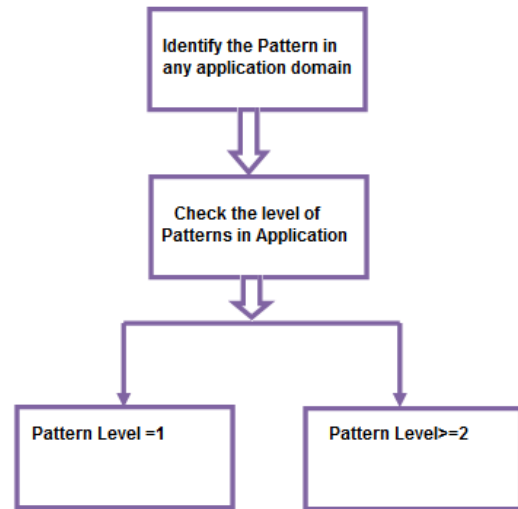 Identify the Pattern in
any application domain
Check the level of
Patterns in Application
Pattern Level =1
Pattern Level>=2